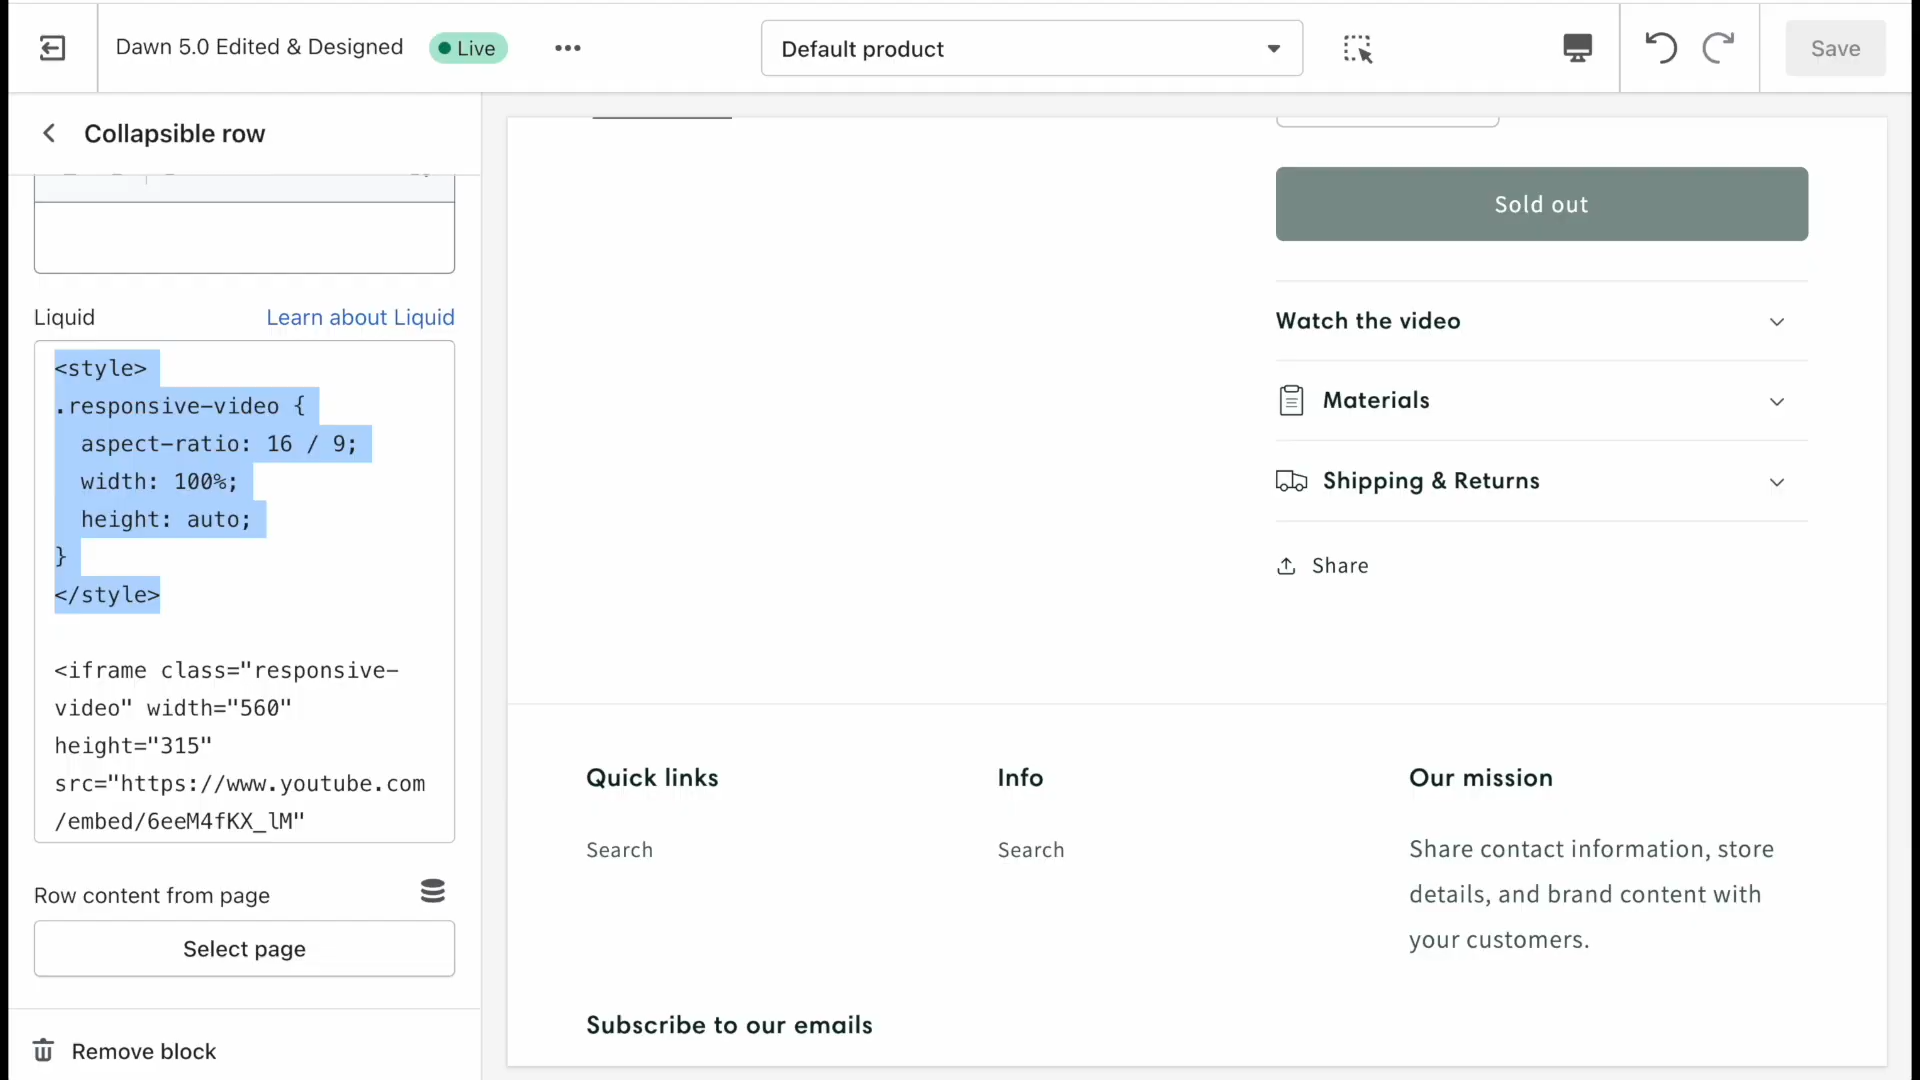 Dawn 5.0 Edited & Designed
Live
Default product
Save
Collapsible row
Liquid
Learn about Liquid
<style>
.responsive-video {
  aspect-ratio: 16 / 9;
  width: 100%;
  height: auto;
}
</style>
<iframe class="responsive-
video" width="560"
height="315"
src="https://www.youtube.com
/embed/6eeM4fKX_lM"
Row content from page
Select page
Remove block
Sold out
Watch the video
Materials
Shipping & Returns
Share
Quick links
Search
Info
Search
Our mission
Share contact information, store
details, and brand content with
your customers.
Subscribe to our emails